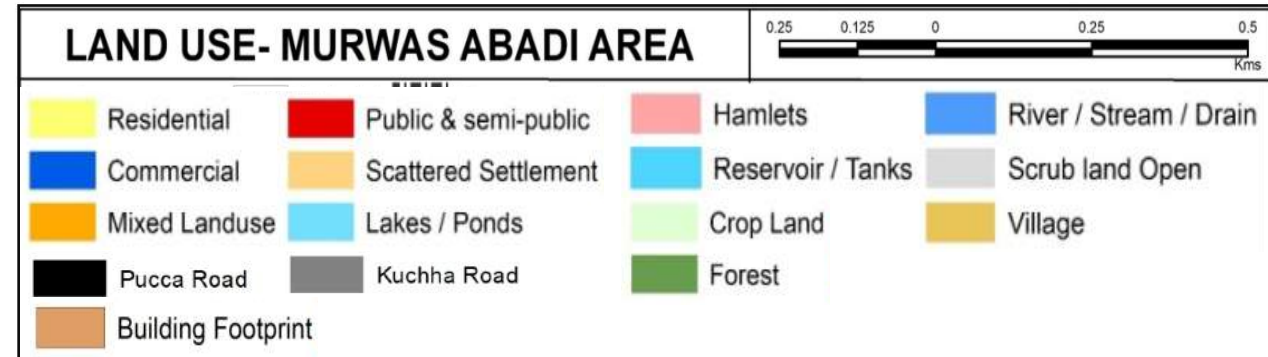 LAND USE- MURWAS ABADI AREA
0.25 0.125 0 0.25 0.5
Kms
Residential Public & semi-public Hamlets River / Stream / Drain
Commercial Scattered Settlement Reservoir / Tanks Scrub land Open
Mixed Landuse Lakes / Ponds Crop Land Village
Pucca Road Kuchha Road Forest
Building Footprint